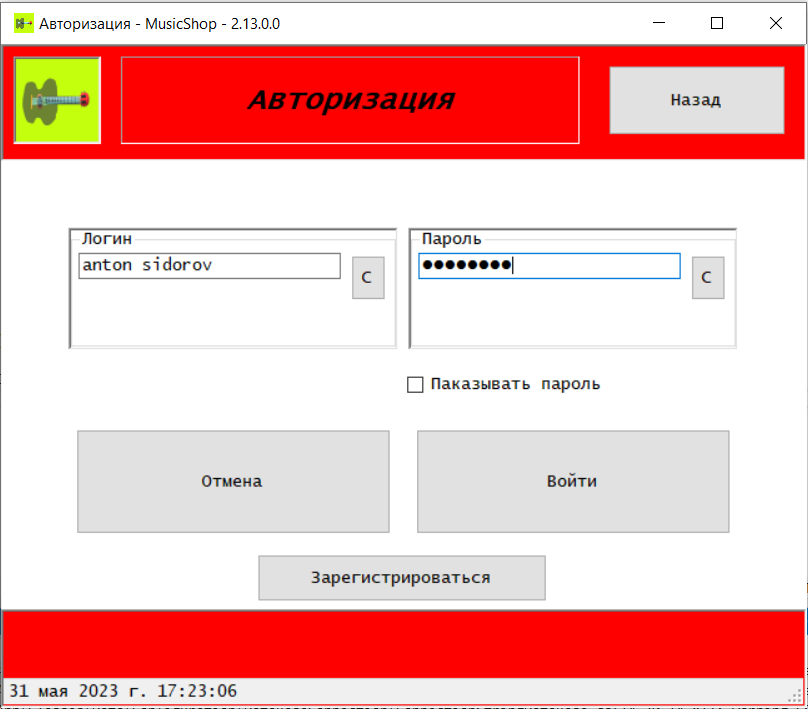 Авторизация - MusicShop - 2.13.0.0
Авторизация
Назад
Логин
Пароль
anton sidorov
C
●●●●●●●●
C
Паказывать пароль
Отмена
Войти
Зарегистрироваться
31 мая 2023 г. 17:23:06